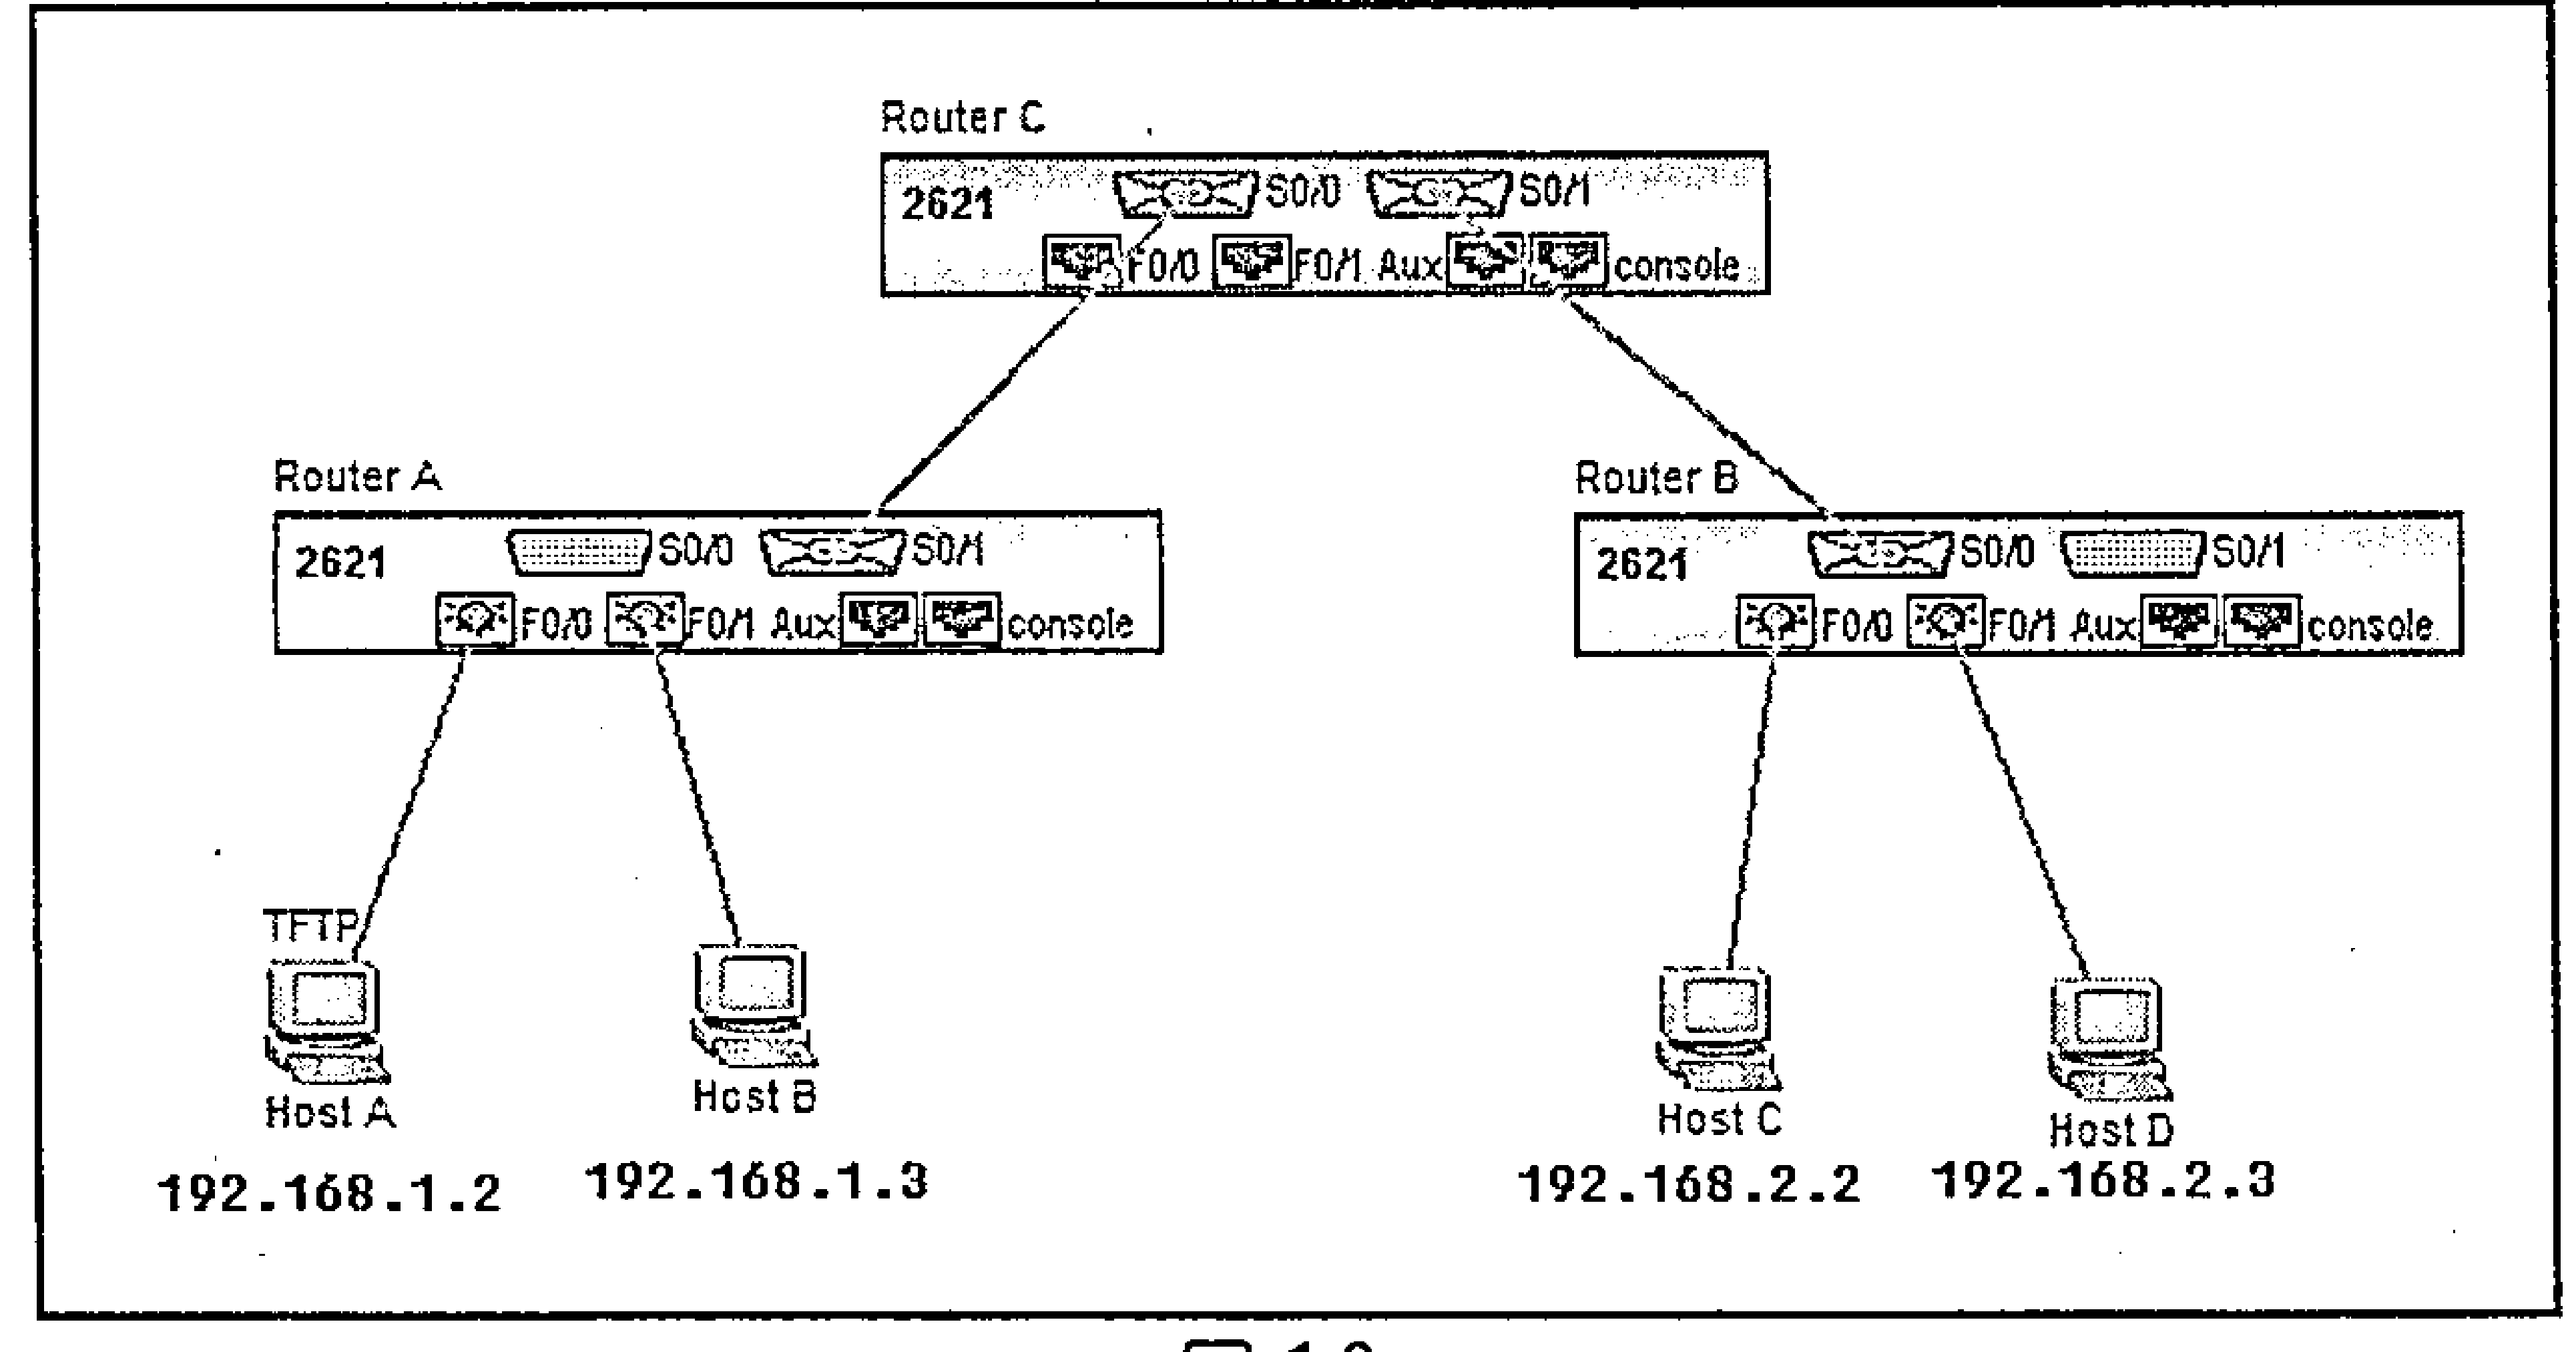 Router C
2621 S0/0 S0/1
F0/0 F0/1 Aux console
Router A
2621 S0/0 S0/1
F0/0 F0/1 Aux console
Router B
2621 S0/0 S0/1
F0/0 F0/1 Aux console
TFTP
Host A
Host B
Host C
Host D
192.168.1.2
192.168.1.3
192.168.2.2
192.168.2.3